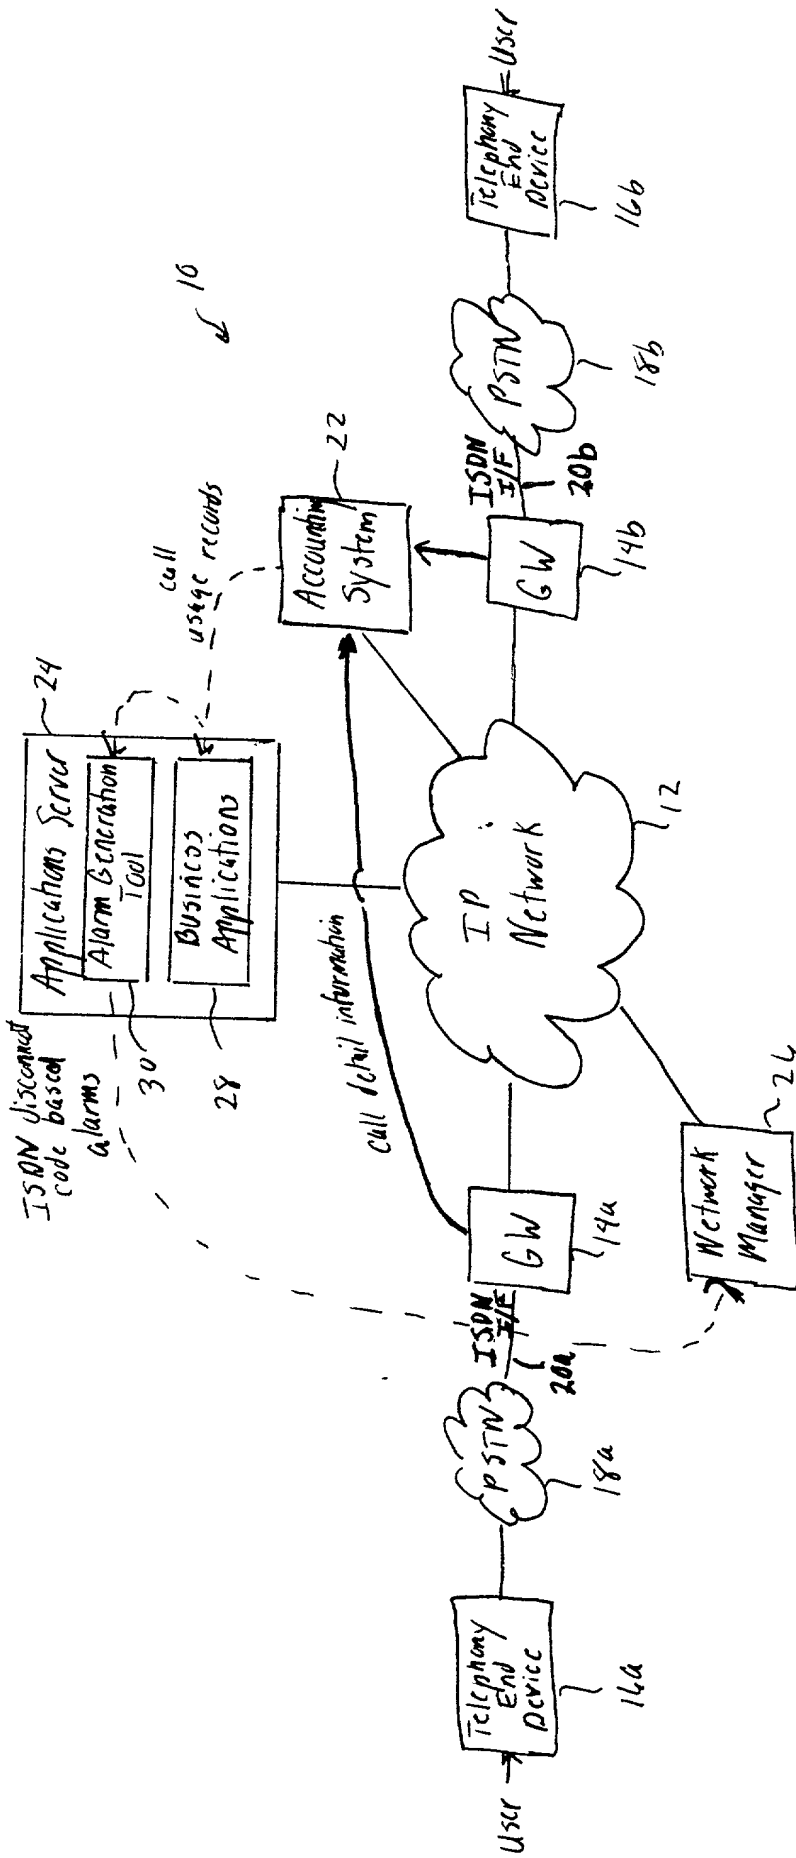 10
Applications Server
24
Alarm Generation
Tool
30
Business
Applications
28
ISDN disconnect
code based
alarms
call
usage records
Accounting
System
22
call detail information
IP
Network
12
User
Telephony
End
Device
16a
PSTN
18a
ISDN
I/F
20a
GW
14a
GW
14b
ISDN
I/F
20b
PSTN
18b
Telephony
End
Device
16b
User
Network
Manager
26